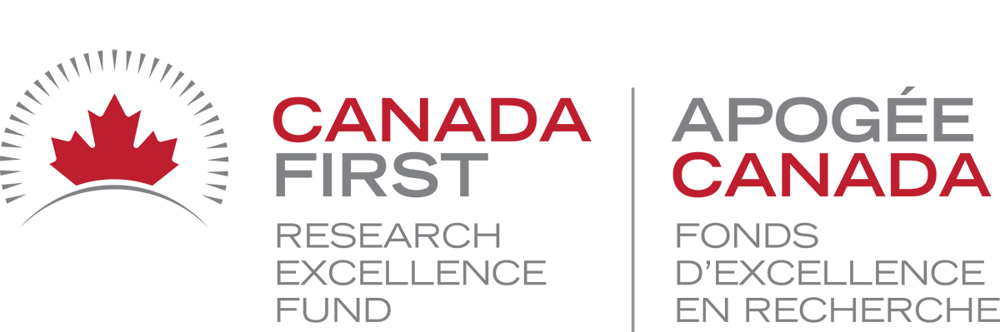 CANADA
FIRST
RESEARCH
EXCELLENCE
FUND
APOGÉE
CANADA
FONDS
D’EXCELLENCE
EN RECHERCHE